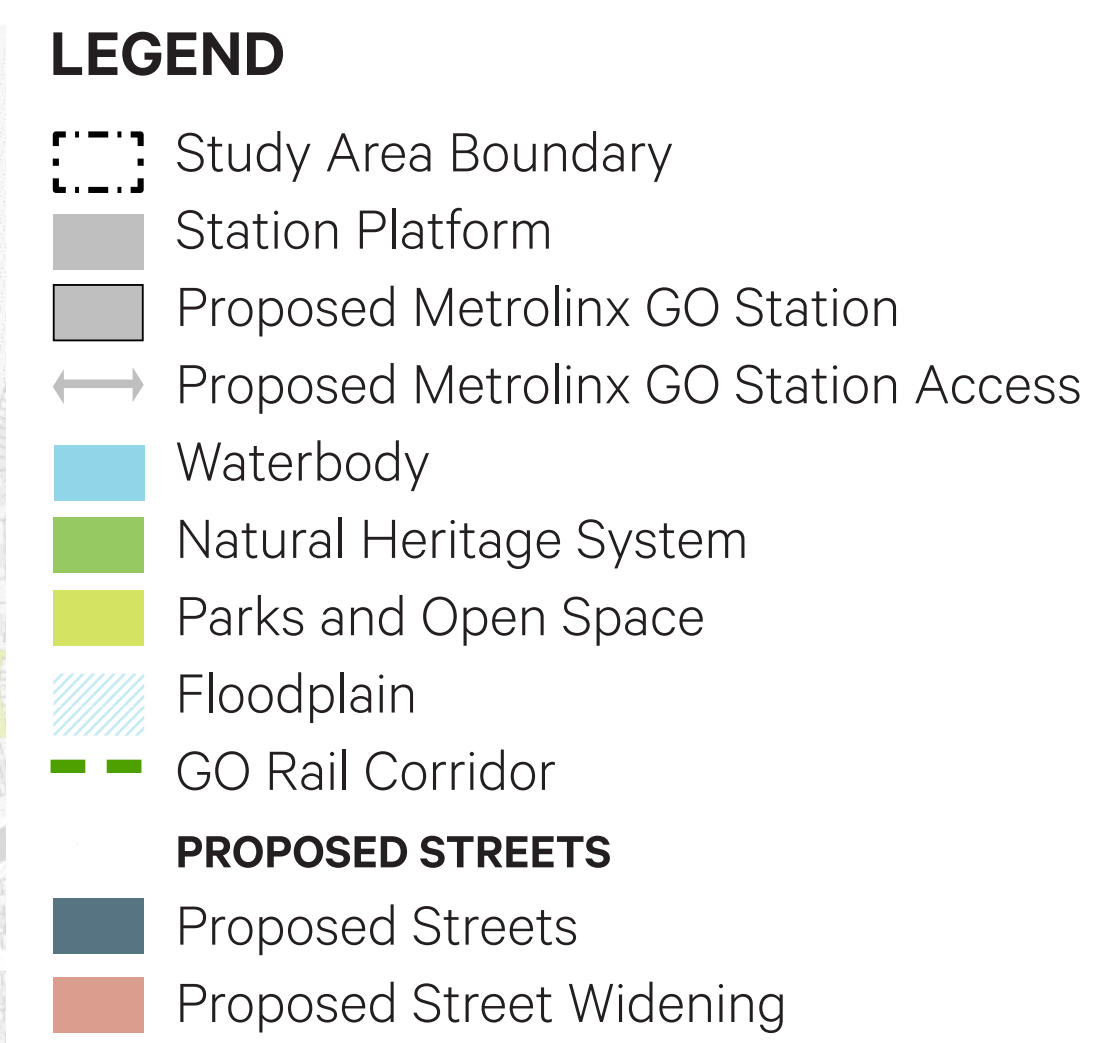 LEGEND
Study Area Boundary
Station Platform
Proposed Metrolinx GO Station
Proposed Metrolinx GO Station Access
Waterbody
Natural Heritage System
Parks and Open Space
Floodplain
GO Rail Corridor
PROPOSED STREETS
Proposed Streets
Proposed Street Widening